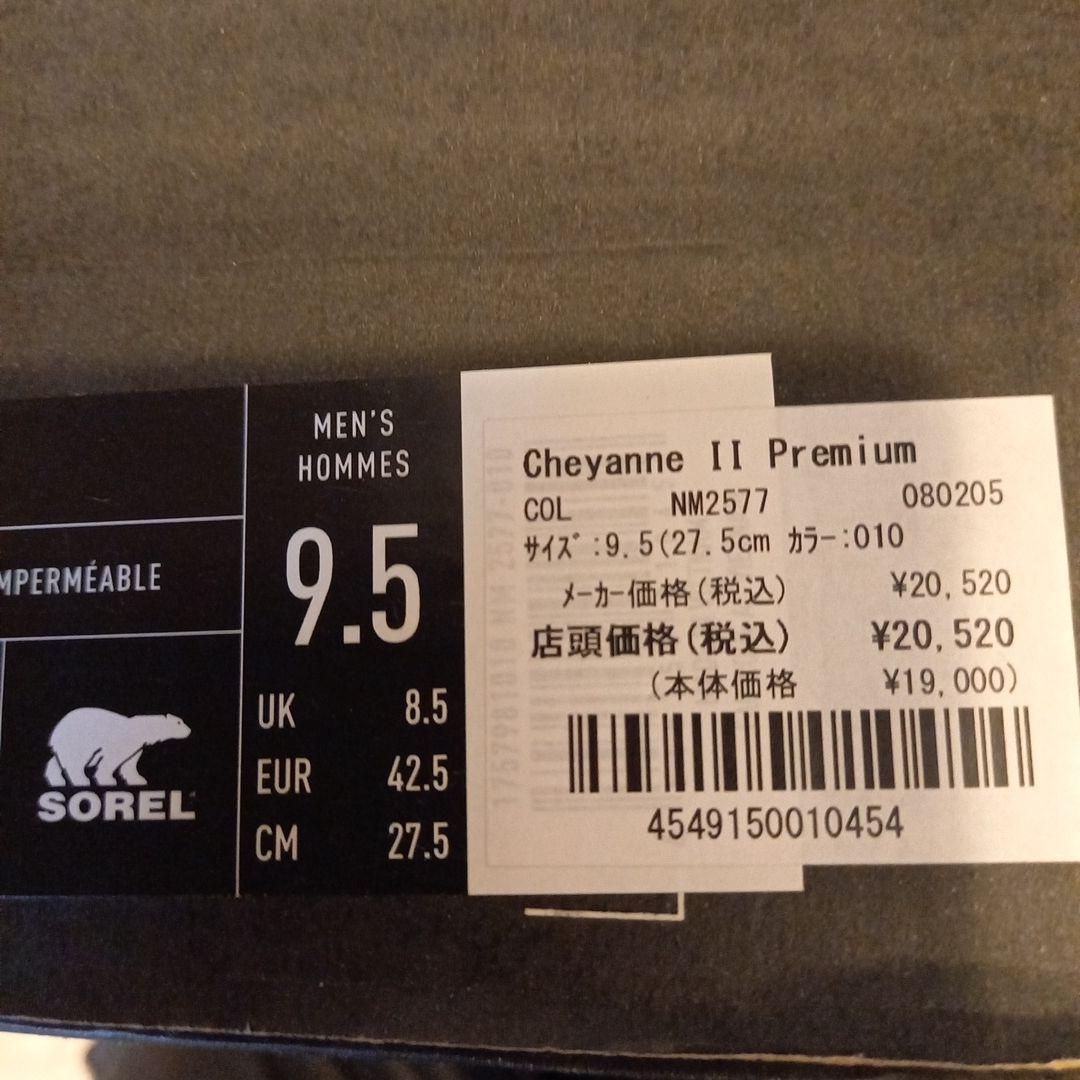 MEN'S
HOMMES
9.5
UK 8.5
EUR 42.5
CM 27.5
MPERMÉABLE
SOREL
Cheyanne II Premium
COL NM2577 080205
ｻｲｽﾞ:9.5(27.5cm ｶﾗｰ:010
ﾒｰｶｰ価格(税込) ¥20,520
店頭価格(税込) ¥20,520
(本体価格 ¥19,000)
4549150010454